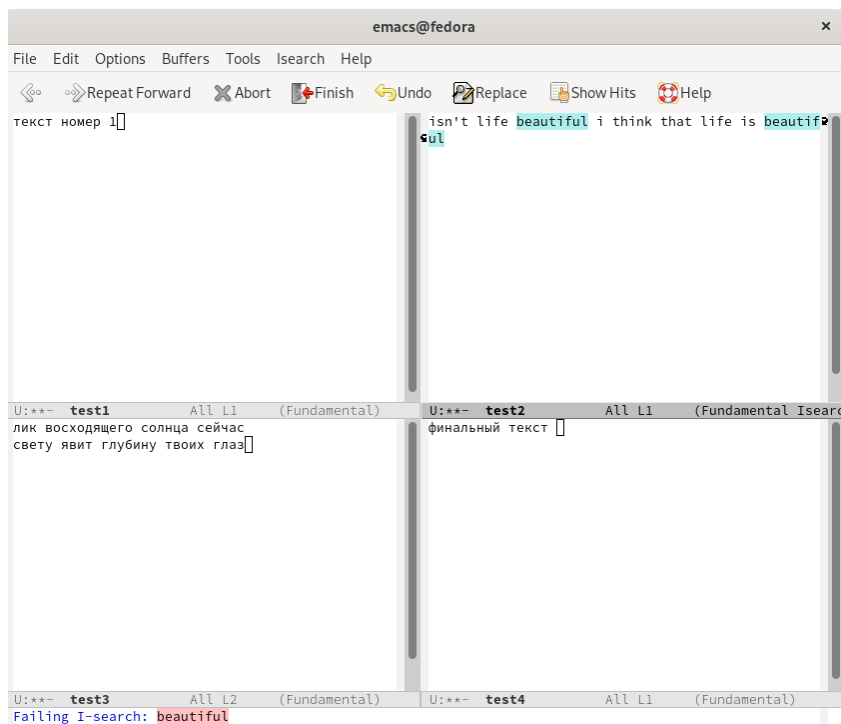 emacs@fedora ×
File Edit Options Buffers Tools Isearch Help
Repeat Forward Abort Finish Undo Replace Show Hits Help
текст номер 1
isn't life beautiful i think that life is beautif
ul
U:**- test1 All L1 (Fundamental)
U:**- test2 All L1 (Fundamental Isearc
лик восходящего солнца сейчас
свету явит глубину твоих глаз
финальный текст
U:**- test3 All L2 (Fundamental)
U:**- test4 All L1 (Fundamental)
Failing I-search: beautiful